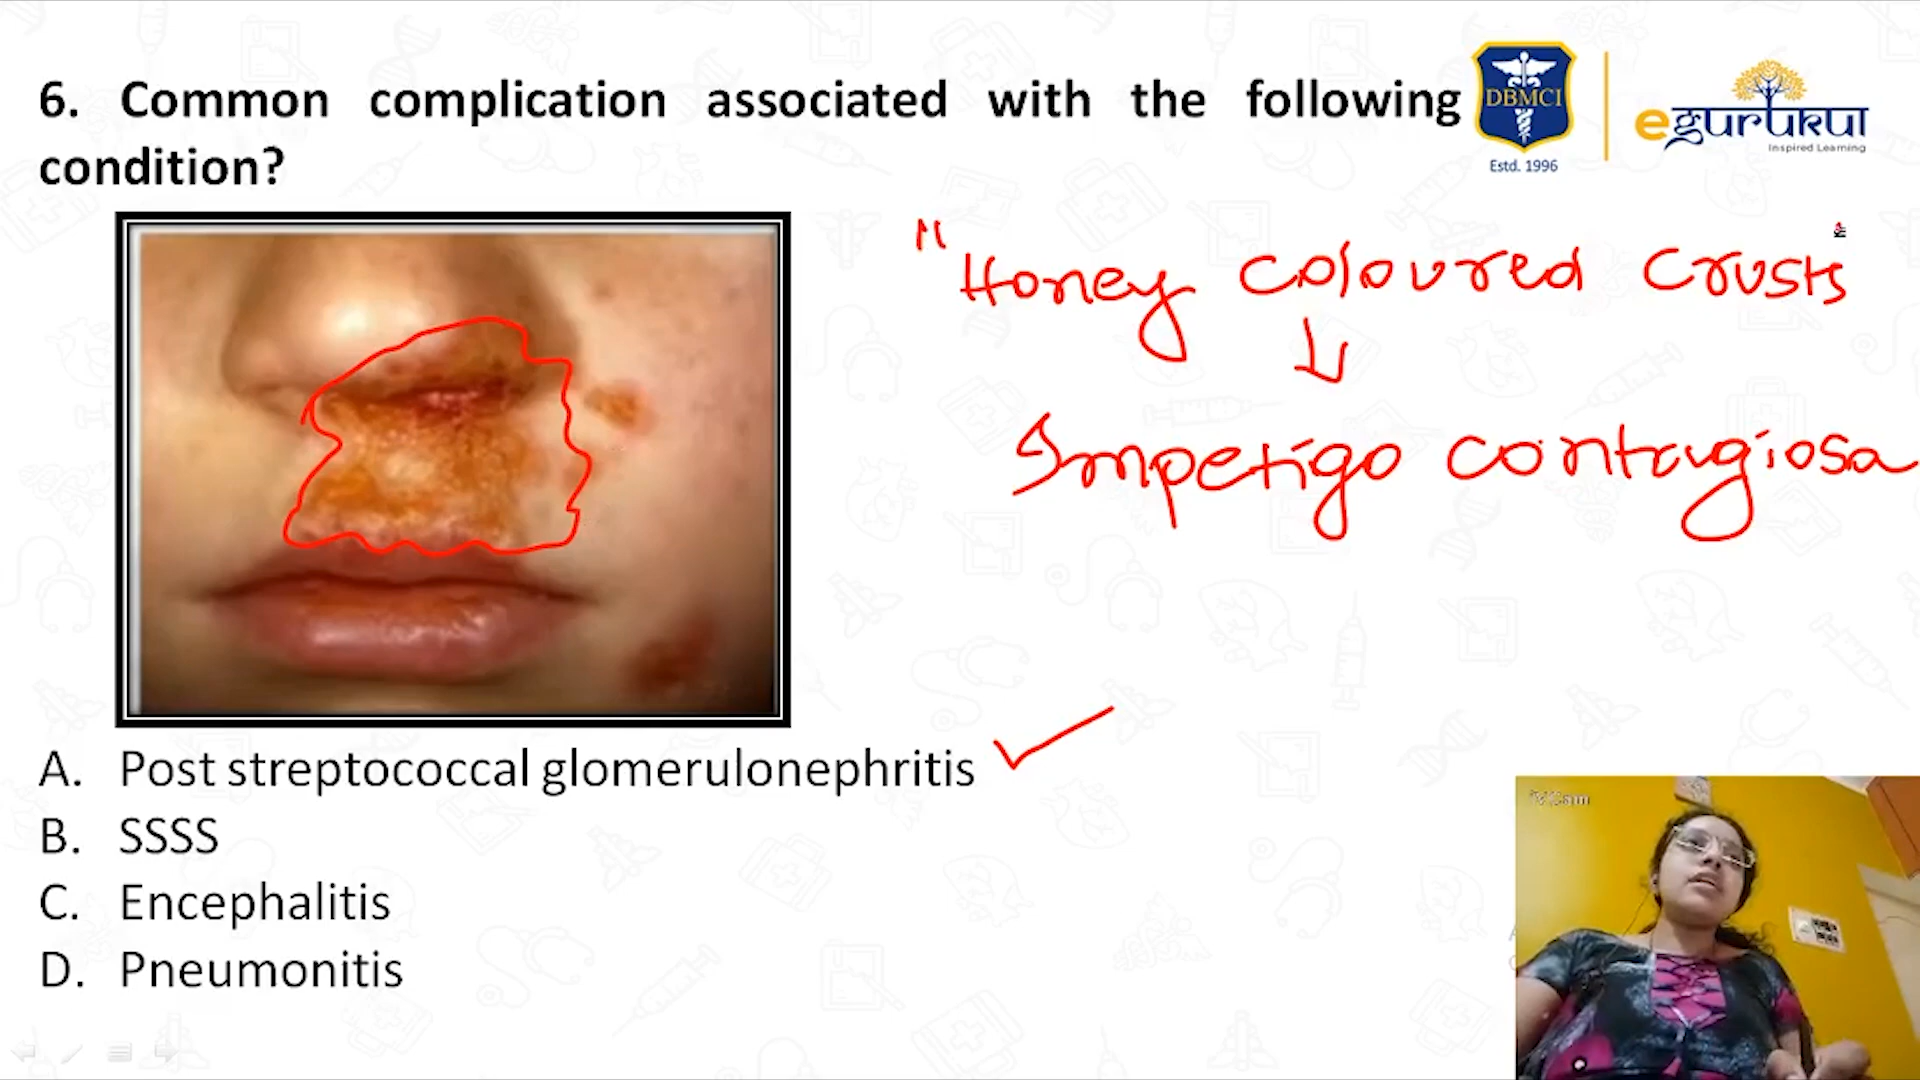 6. Common complication associated with the following
condition?
DBMCI
Estd. 1996
egurukul
Inspired Learning
"Honey coloured crusts"
Impetigo contagiosa
A. Post streptococcal glomerulonephritis
B. SSSS
C. Encephalitis
D. Pneumonitis